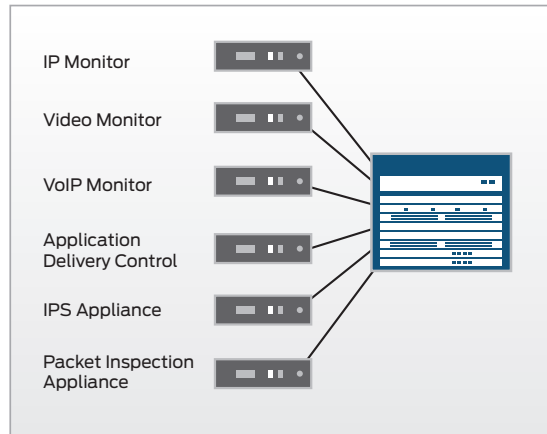 IP Monitor
Video Monitor
VoIP Monitor
Application
Delivery Control
IPS Appliance
Packet Inspection
Appliance